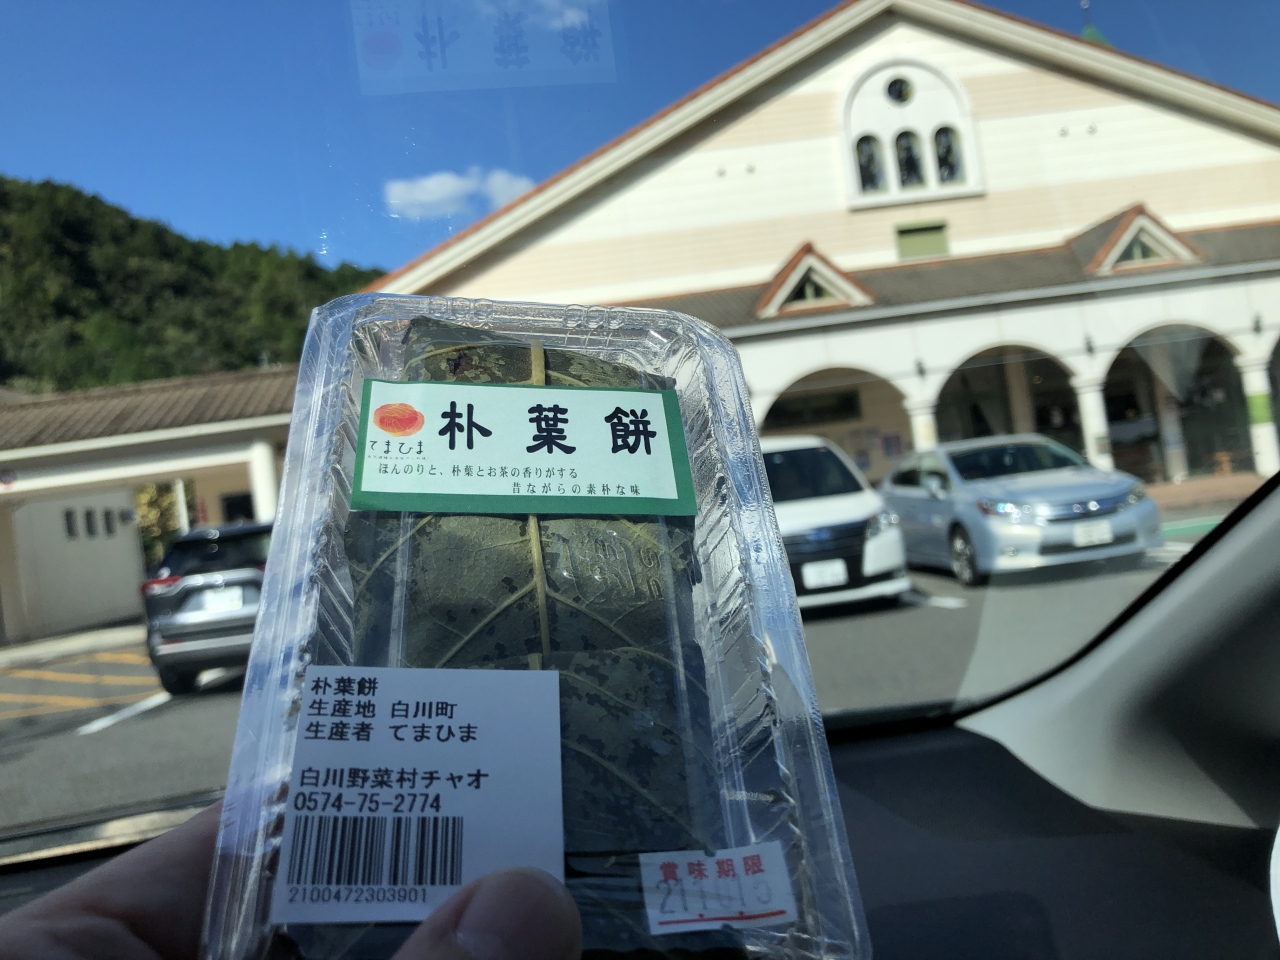 朴葉餅
てまひま
ほんのりと、朴葉とお茶の香りがする
昔ながらの素朴な味
朴葉餅
生産地 白川町
生産者 てまひま
白川野菜村チャオ
0574-75-2774
2100472303901
賞味期限